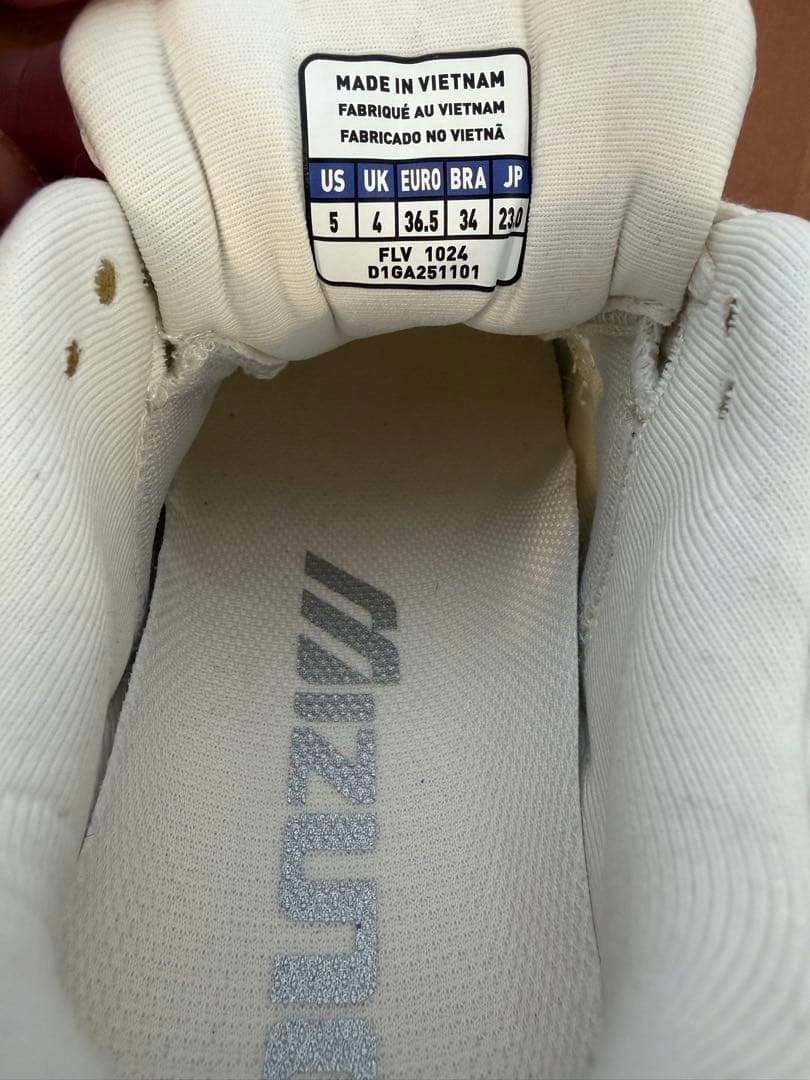 MADE IN VIETNAM
FABRIQUÉ AU VIETNAM
FABRICADO NO VIETNÃ
US UK EURO BRA JP
5 4 36.5 34 23.0
FLV 1024
D1GA251101
MIZUNO